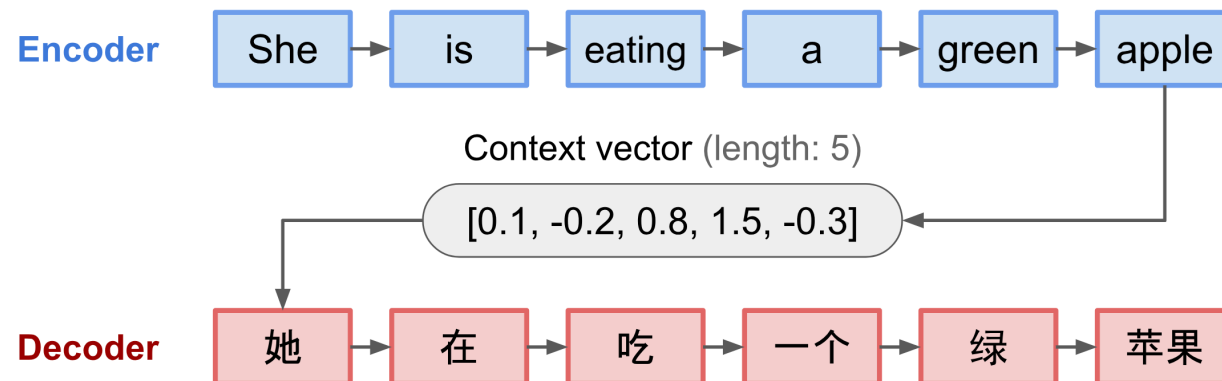 Encoder She is eating a green apple
Context vector (length: 5)
[0.1, -0.2, 0.8, 1.5, -0.3]
Decoder 她 在 吃 一个 绿 苹果